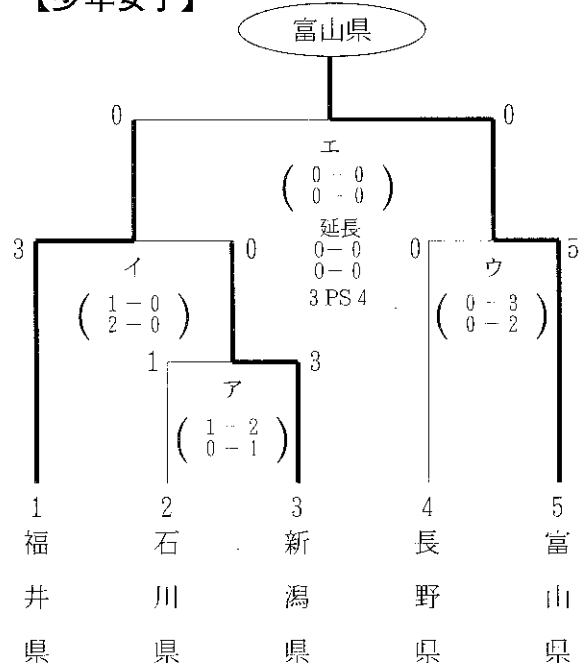 【少年女子】
富山県
0 0
エ
0 - 0
0 - 0
延長
0 - 0
0 - 0
3 PS 4
3 0 0 5
イ ウ
1 - 0 0 - 3
2 - 0 0 - 2
1 3
ア
1 - 2
0 - 1
1 2 3 4 5
福井県 石川県 新潟県 長野県 富山県